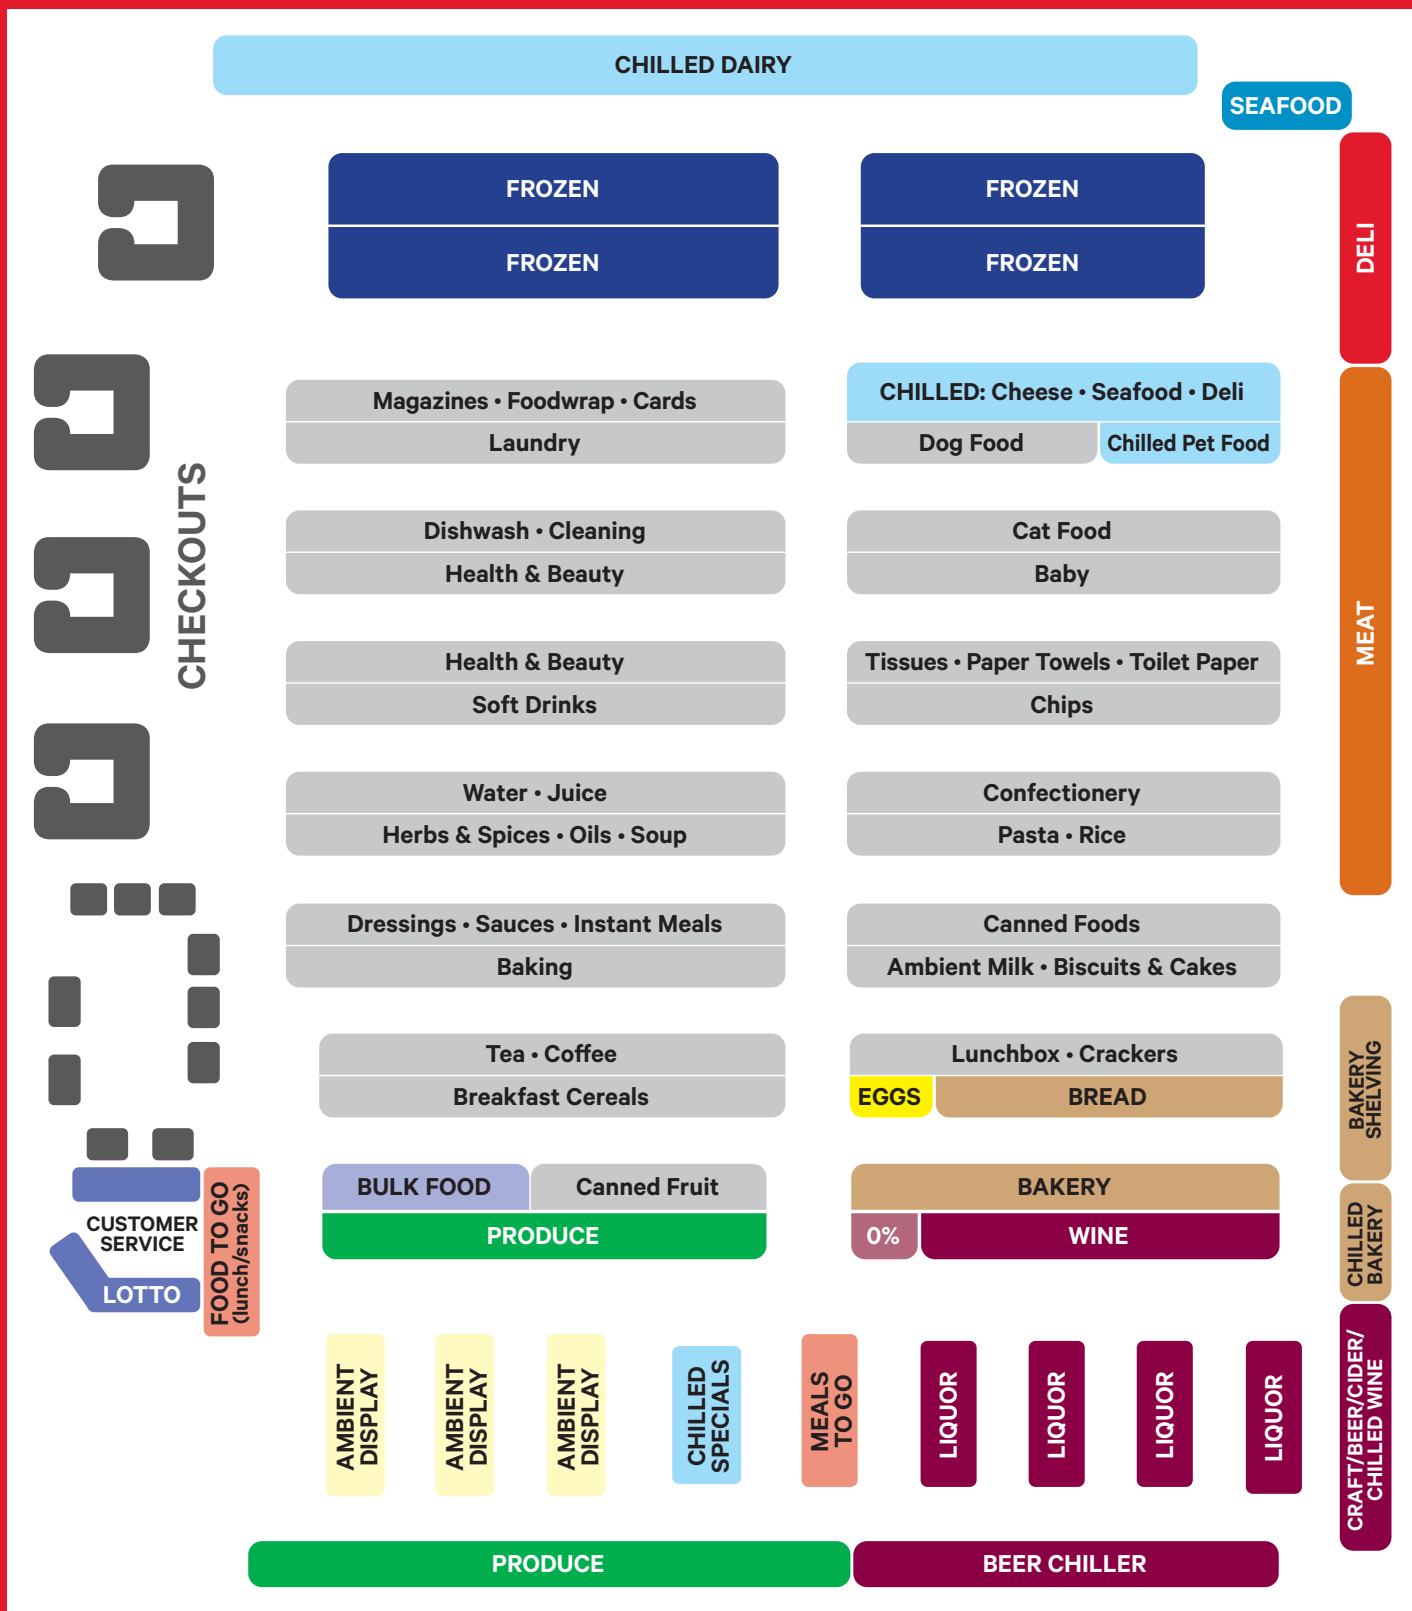 CHILLED DAIRY
SEAFOOD
FROZEN
FROZEN
FROZEN
FROZEN
DELI
Magazines • Foodwrap • Cards
Laundry
CHILLED: Cheese • Seafood • Deli
Dog Food
Chilled Pet Food
CHECKOUTS
Dishwash • Cleaning
Health & Beauty
Cat Food
Baby
MEAT
Health & Beauty
Soft Drinks
Tissues • Paper Towels • Toilet Paper
Chips
Water • Juice
Herbs & Spices • Oils • Soup
Confectionery
Pasta • Rice
Dressings • Sauces • Instant Meals
Baking
Canned Foods
Ambient Milk • Biscuits & Cakes
Tea • Coffee
Breakfast Cereals
Lunchbox • Crackers
EGGS
BREAD
BAKERY
SHELVING
BULK FOOD
Canned Fruit
PRODUCE
BAKERY
0%
WINE
CHILLED
BAKERY
CUSTOMER
SERVICE
LOTTO
FOOD TO GO
(lunch/snacks)
AMBIENT
DISPLAY
AMBIENT
DISPLAY
AMBIENT
DISPLAY
CHILLED
SPECIALS
MEALS
TO GO
LIQUOR
LIQUOR
LIQUOR
LIQUOR
CRAFT/BEER/CIDER/
CHILLED WINE
PRODUCE
BEER CHILLER